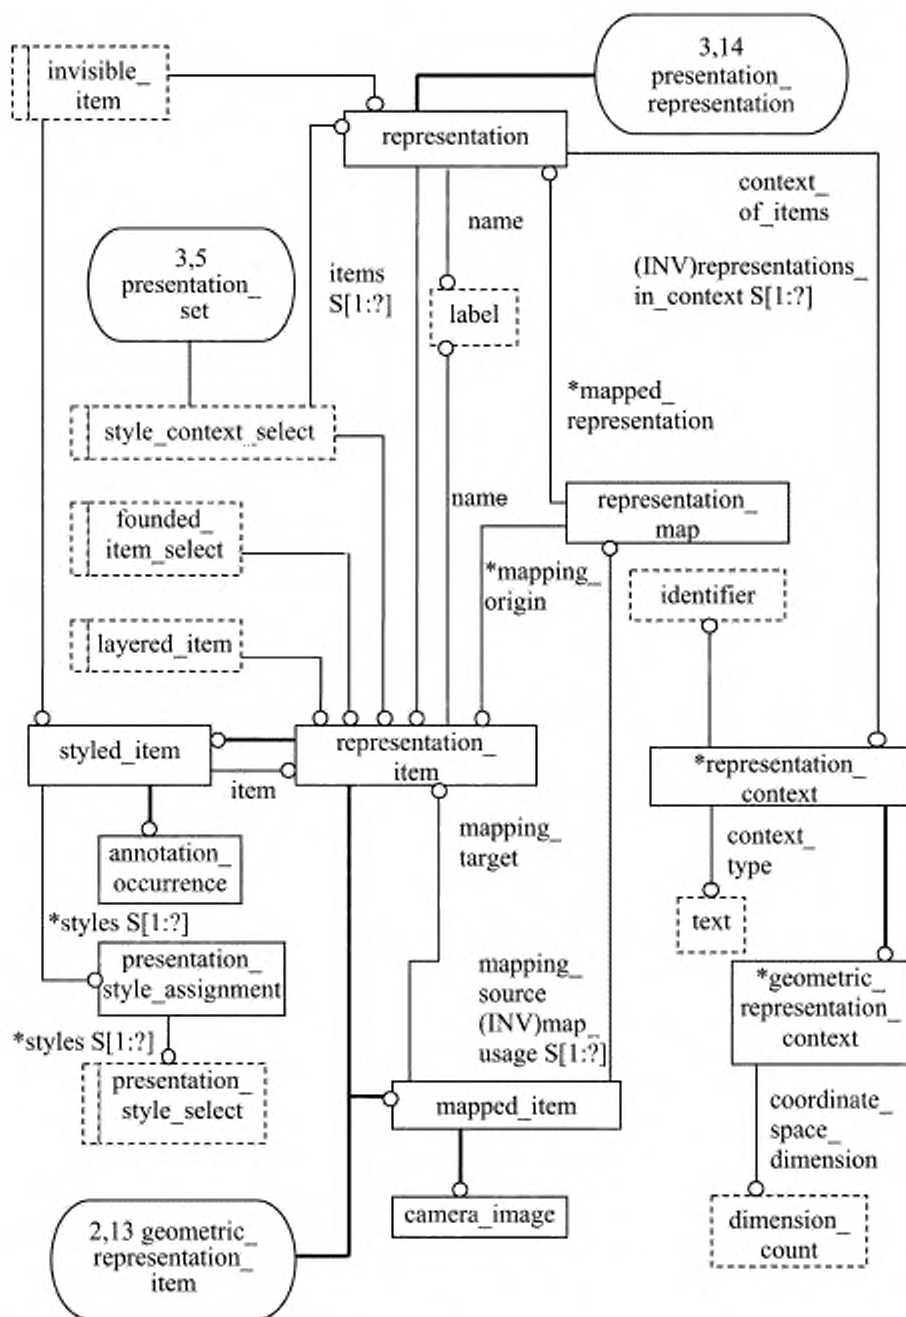 3,14
presentation_
representation
invisible_
item
representation
context_
of_items
name
3,5
presentation_
set
items
S[1:?]
(INV)representations_
in_context S[1:?]
label
*mapped_
representation
style_context_select
name
representation_
map
founded_
item_select
*mapping_
origin
identifier
layered_item
styled_item
representation_
item
*representation_
context
item
mapping_
target
context_
type
annotation_
occurrence
*styles S[1:?]
text
presentation_
style_assignment
mapping_
source
(INV)map_
usage S[1:?]
*geometric_
representation_
context
*styles S[1:?]
presentation_
style_select
mapped_item
coordinate_
space_
dimension
camera_image
2,13 geometric_
representation_
item
dimension_
count